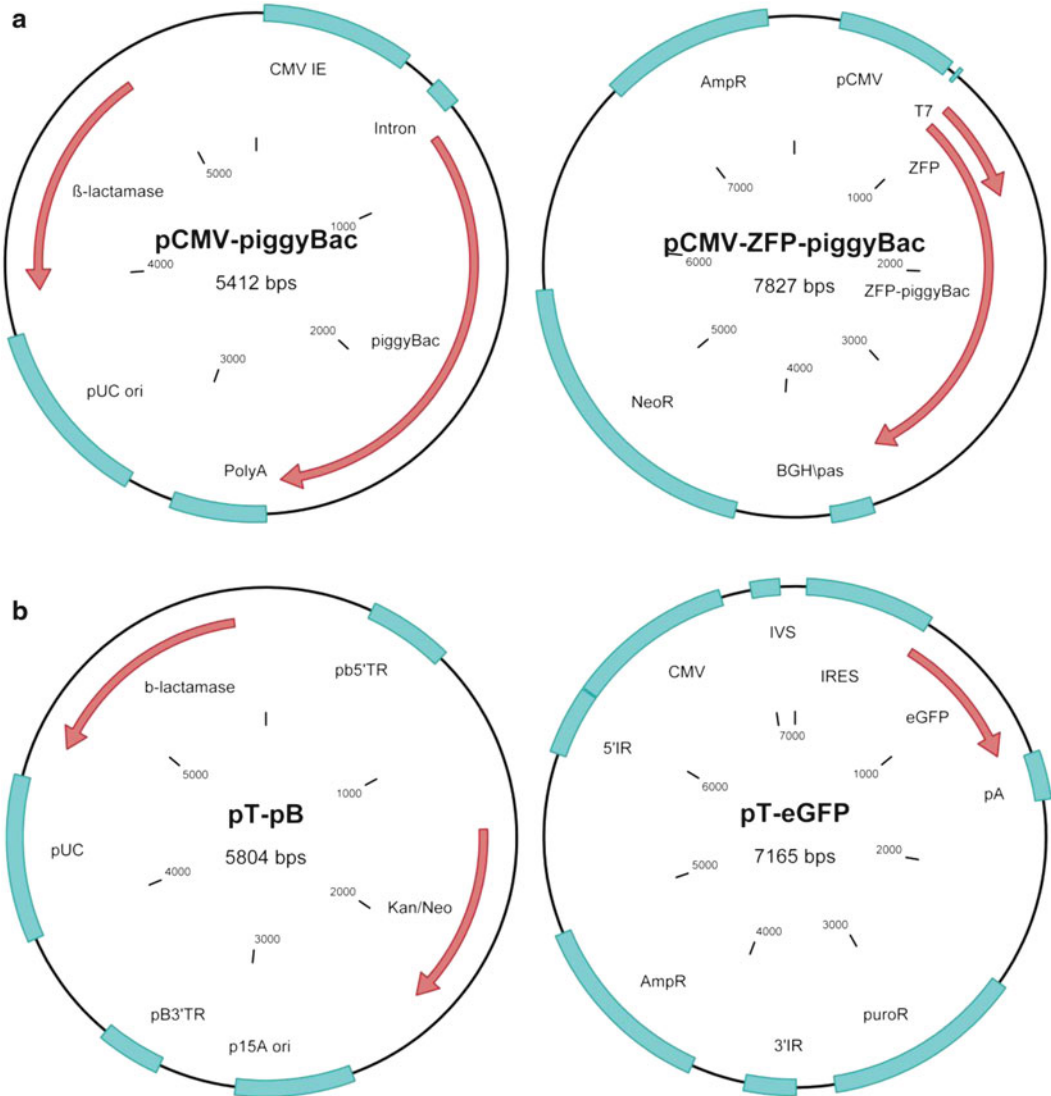 a
CMV IE
Intron
ß-lactamase
5000
1000
pCMV-piggyBac
4000
5412 bps
2000
piggyBac
3000
pUC ori
PolyA
AmpR
pCMV
T7
ZFP
7000
1000
pCMV-ZFP-piggyBac
6000
2000
7827 bps
ZFP-piggyBac
5000
3000
4000
NeoR
BGH\pas
b
pb5'TR
b-lactamase
5000
1000
pT-pB
pUC
5804 bps
4000
2000
Kan/Neo
3000
pB3'TR
p15A ori
IVS
CMV
IRES
eGFP
5'IR
7000
1000
6000
pA
pT-eGFP
7165 bps
5000
2000
4000
3000
AmpR
puroR
3'IR